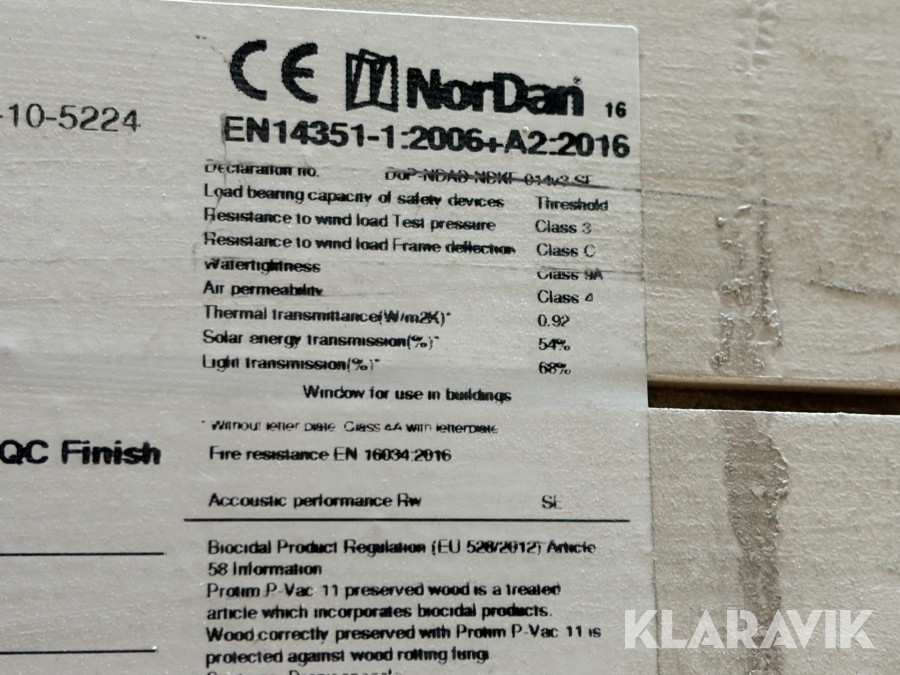 CE NorDan 16
-10-5224
EN14351-1:2006+A2:2016
Declaration no. DoP-NDAD-NDKF-014v3-SE
Load bearing capacity of safety devices Threshold
Resistance to wind load Test pressure Class 3
Resistance to wind load Frame deflection Class C
Watertightness Class 9A
Air permeability Class 4
Thermal transmittance(W/m2K)* 0.92
Solar energy transmission(%)* 54%
Light transmission(%)* 68%
Window for use in buildings
* Without letter plate Class 4A with letterplate
QC Finish
Fire resistance EN 16034:2016
Accoustic performance Rw SE
Biocidal Product Regulation (EU 528/2012) Article
58 Information
Protim P-Vac 11 preserved wood is a treated
article which incorporates biocidal products.
Wood correctly preserved with Protim P-Vac 11 is
protected against wood rotting fungi
KLARAVIK